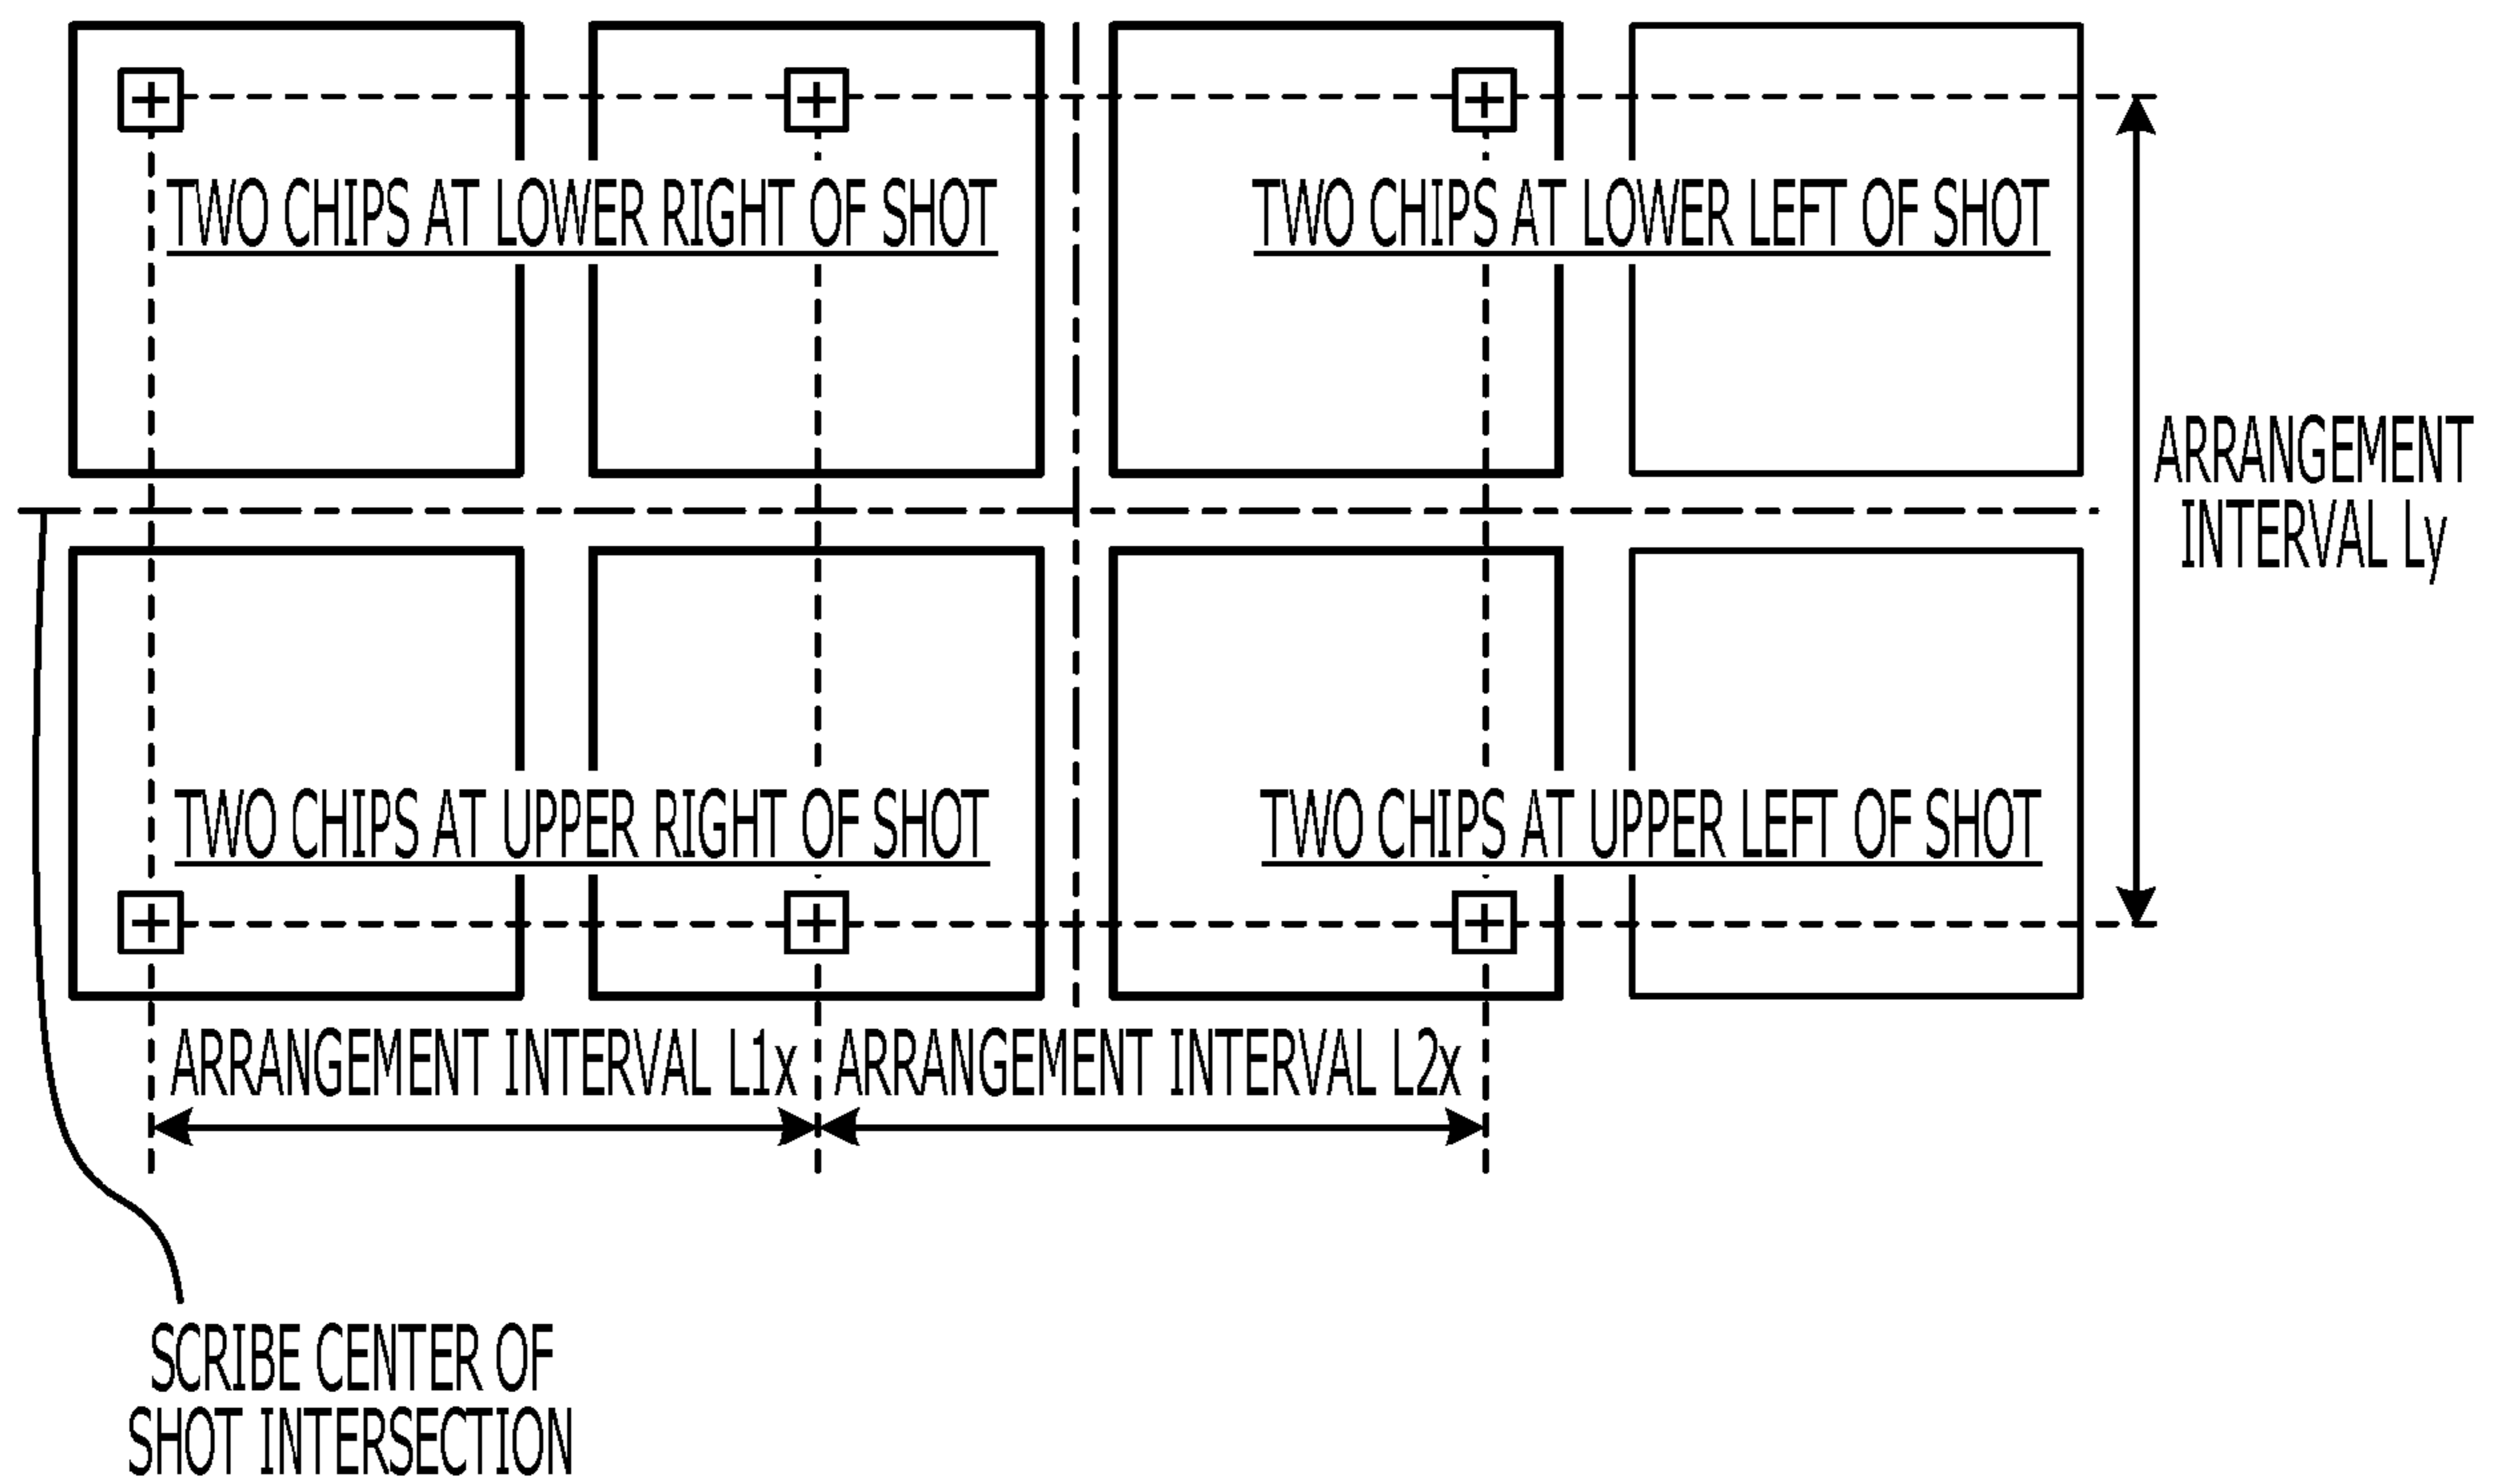 TWO CHIPS AT LOWER RIGHT OF SHOT
TWO CHIPS AT LOWER LEFT OF SHOT
ARRANGEMENT
INTERVAL Ly
TWO CHIPS AT UPPER RIGHT OF SHOT
TWO CHIPS AT UPPER LEFT OF SHOT
ARRANGEMENT INTERVAL L1x
ARRANGEMENT INTERVAL L2x
SCRIBE CENTER OF
SHOT INTERSECTION